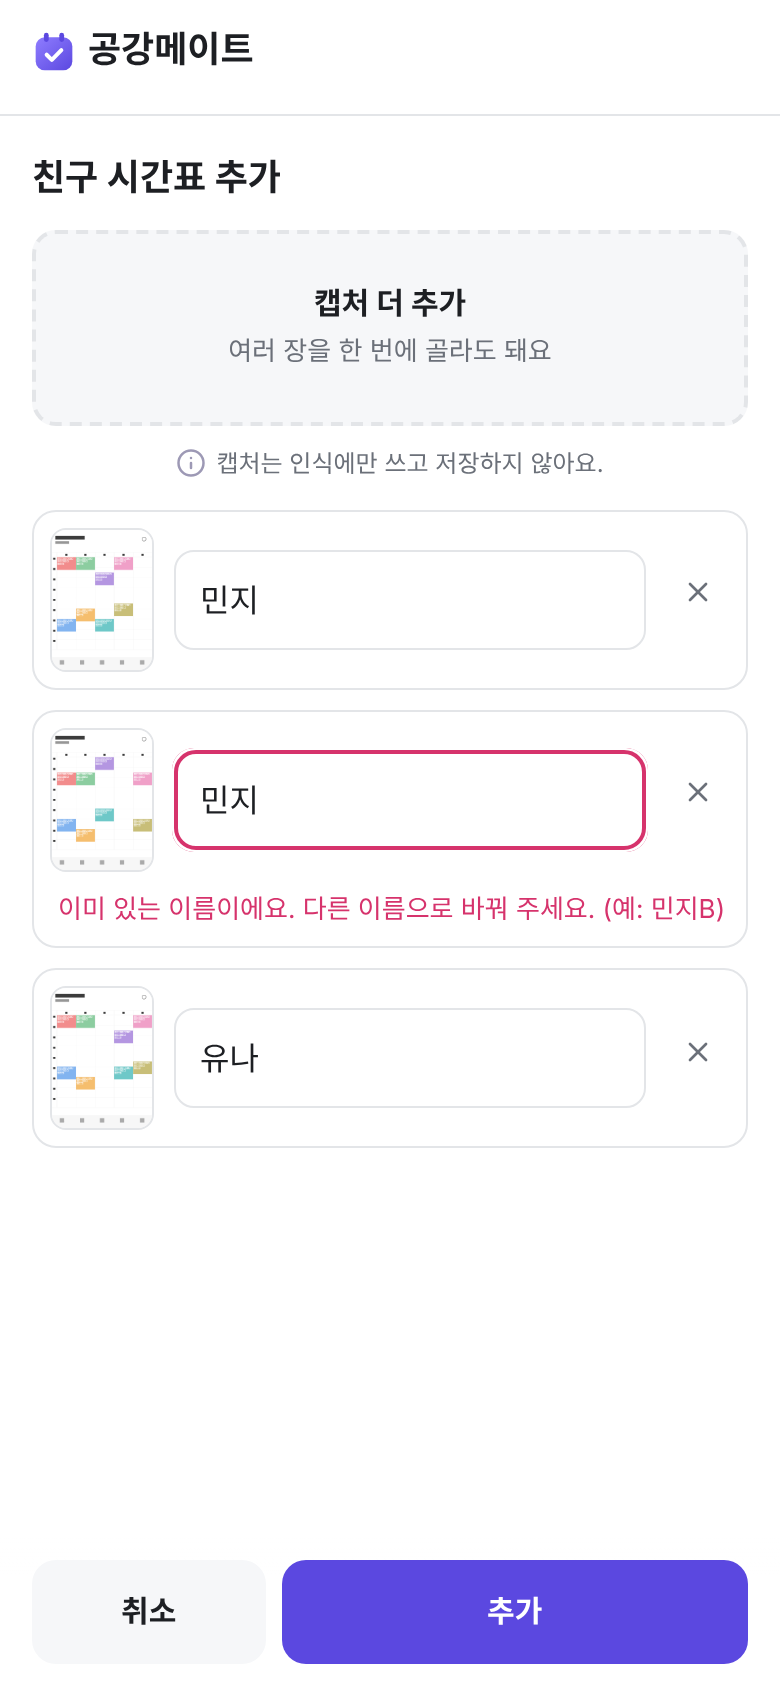 공강메이트
친구 시간표 추가
캡처 더 추가
여러 장을 한 번에 골라도 돼요
캡처는 인식에만 쓰고 저장하지 않아요.
민지
민지
이미 있는 이름이에요. 다른 이름으로 바꿔 주세요. (예: 민지B)
유나
취소
추가